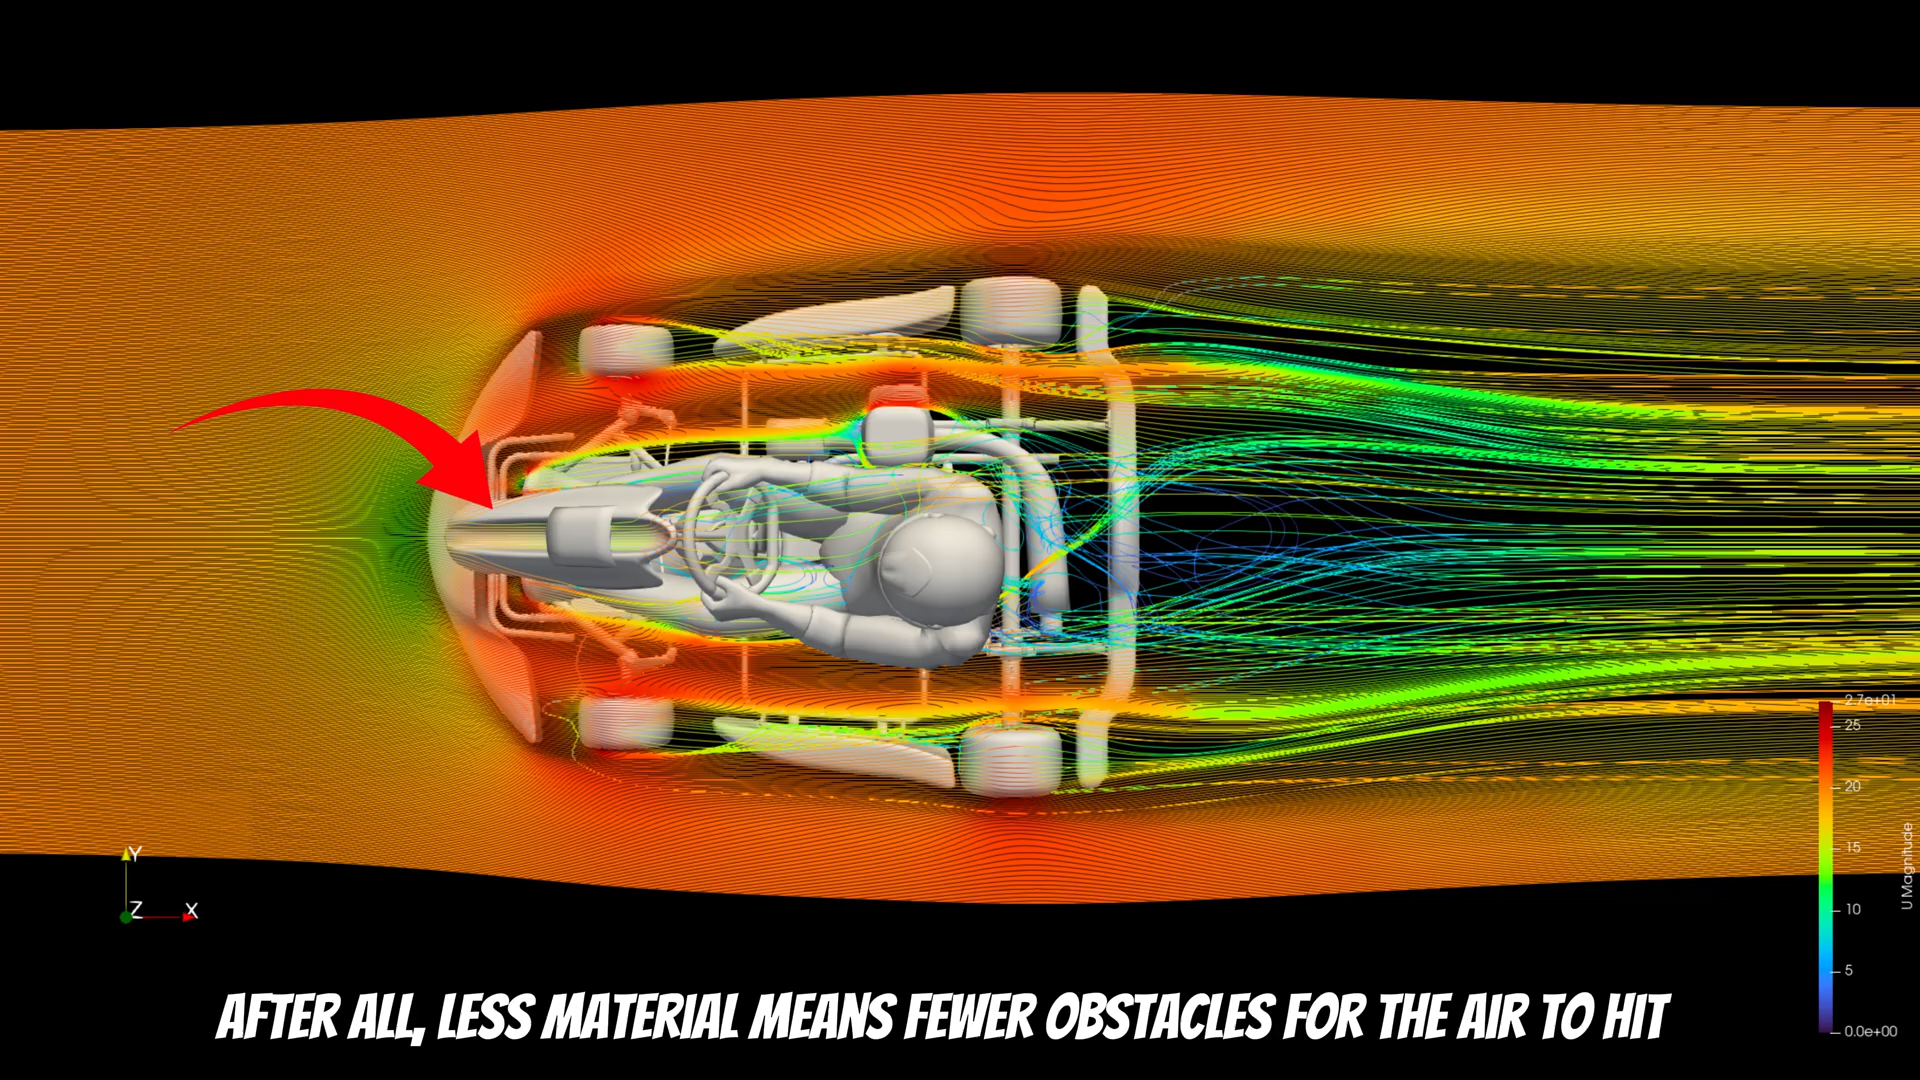 2.7e+01
25
20
15
10
5
0.0e+00
U Magnitude
Y
Z X
AFTER ALL, LESS MATERIAL MEANS FEWER OBSTACLES FOR THE AIR TO HIT